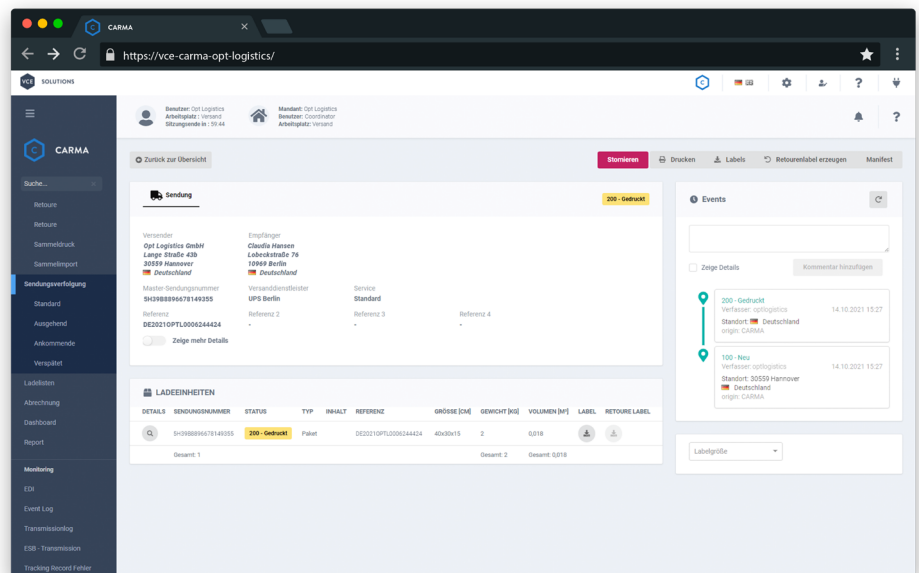 CARMA
https://vce-carma-opt-logistics/
VCE SOLUTIONS
Benutzer: Opt Logistics
Arbeitsplatz : Versand
Sitzungsende in : 59:44
Mandant: Opt Logistics
Benutzer: Coordinator
Arbeitsplatz: Versand
?
?
C CARMA
Suche...
Retoure
Retoure
Sammeldruck
Sammelimport
Sendungsverfolgung
Standard
Ausgehend
Ankommende
Verspätet
Ladelisten
Abrechnung
Dashboard
Report
Monitoring
EDI
Event Log
Transmissionlog
ESB - Transmission
Tracking Record Fehler
Zurück zur Übersicht
Stornieren Drucken Labels Retourenlabel erzeugen Manifest
Sendung 200 - Gedruckt
Versender Empfänger
Opt Logistics GmbH Claudia Hansen
Lange Straße 43b Lobeckstraße 76
30559 Hannover 10969 Berlin
Deutschland Deutschland
Master-Sendungsnummer Versanddienstleister Service
5H39B8896678149355 UPS Berlin Standard
Referenz Referenz 2 Referenz 3 Referenz 4
DE2021OPTL0006244424 - - -
Zeige mehr Details
LADEEINHEITEN
DETAILS SENDUNGSNUMMER STATUS TYP INHALT REFERENZ GRÖSSE [CM] GEWICHT [KG] VOLUMEN [M³] LABEL RETOURE LABEL
5H39B8896678149355 200 - Gedruckt Paket DE2021OPTL0006244424 40x30x15 2 0,018
Gesamt: 1 Gesamt: 2 Gesamt: 0,018
Events
Zeige Details Kommentar hinzufügen
200 - Gedruckt
Verfasser: optlogistics 14.10.2021 15:27
Standort: Deutschland
origin: CARMA
100 - Neu
Verfasser: optlogistics 14.10.2021 15:27
Standort: 30559 Hannover
Deutschland
origin: CARMA
Labelgröße